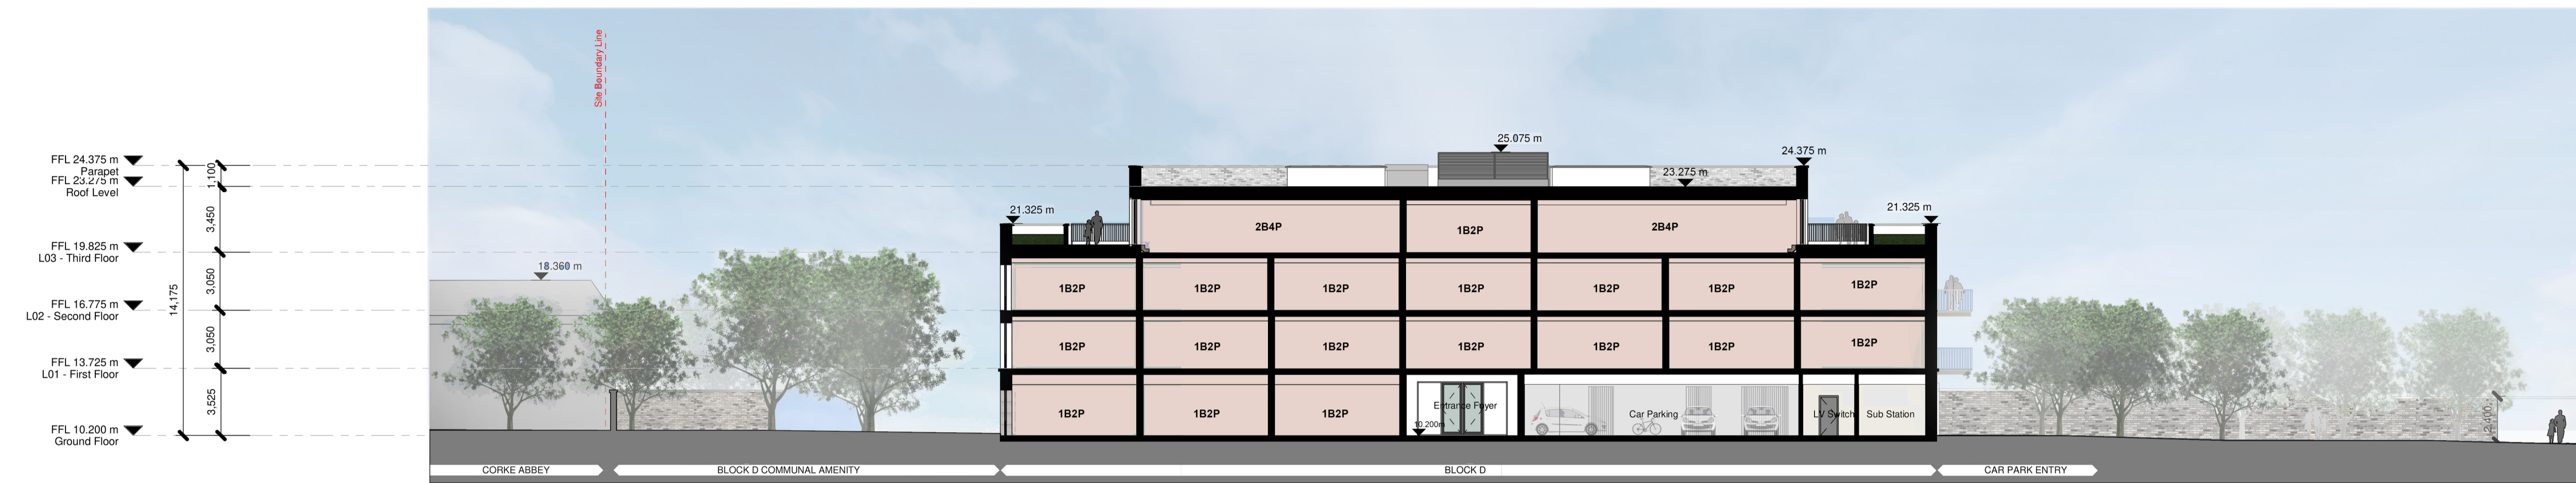 Site Boundary Line
25.075 m
24.375 m
FFL 24.375 m
Parapet
FFL 23.275 m
Roof Level
1,100
23.275 m
3,450
21.325 m
21.325 m
2B4P
1B2P
2B4P
FFL 19.825 m
L03 - Third Floor
18.360 m
3,050
14,175
1B2P
1B2P
1B2P
1B2P
1B2P
1B2P
1B2P
FFL 16.775 m
L02 - Second Floor
3,050
1B2P
1B2P
1B2P
1B2P
1B2P
1B2P
1B2P
FFL 13.725 m
L01 - First Floor
3,525
1B2P
1B2P
1B2P
Entrance Foyer
Car Parking
LV Switch
Sub Station
10.200m
2,400
FFL 10.200 m
Ground Floor
CORKE ABBEY
BLOCK D COMMUNAL AMENITY
BLOCK D
CAR PARK ENTRY